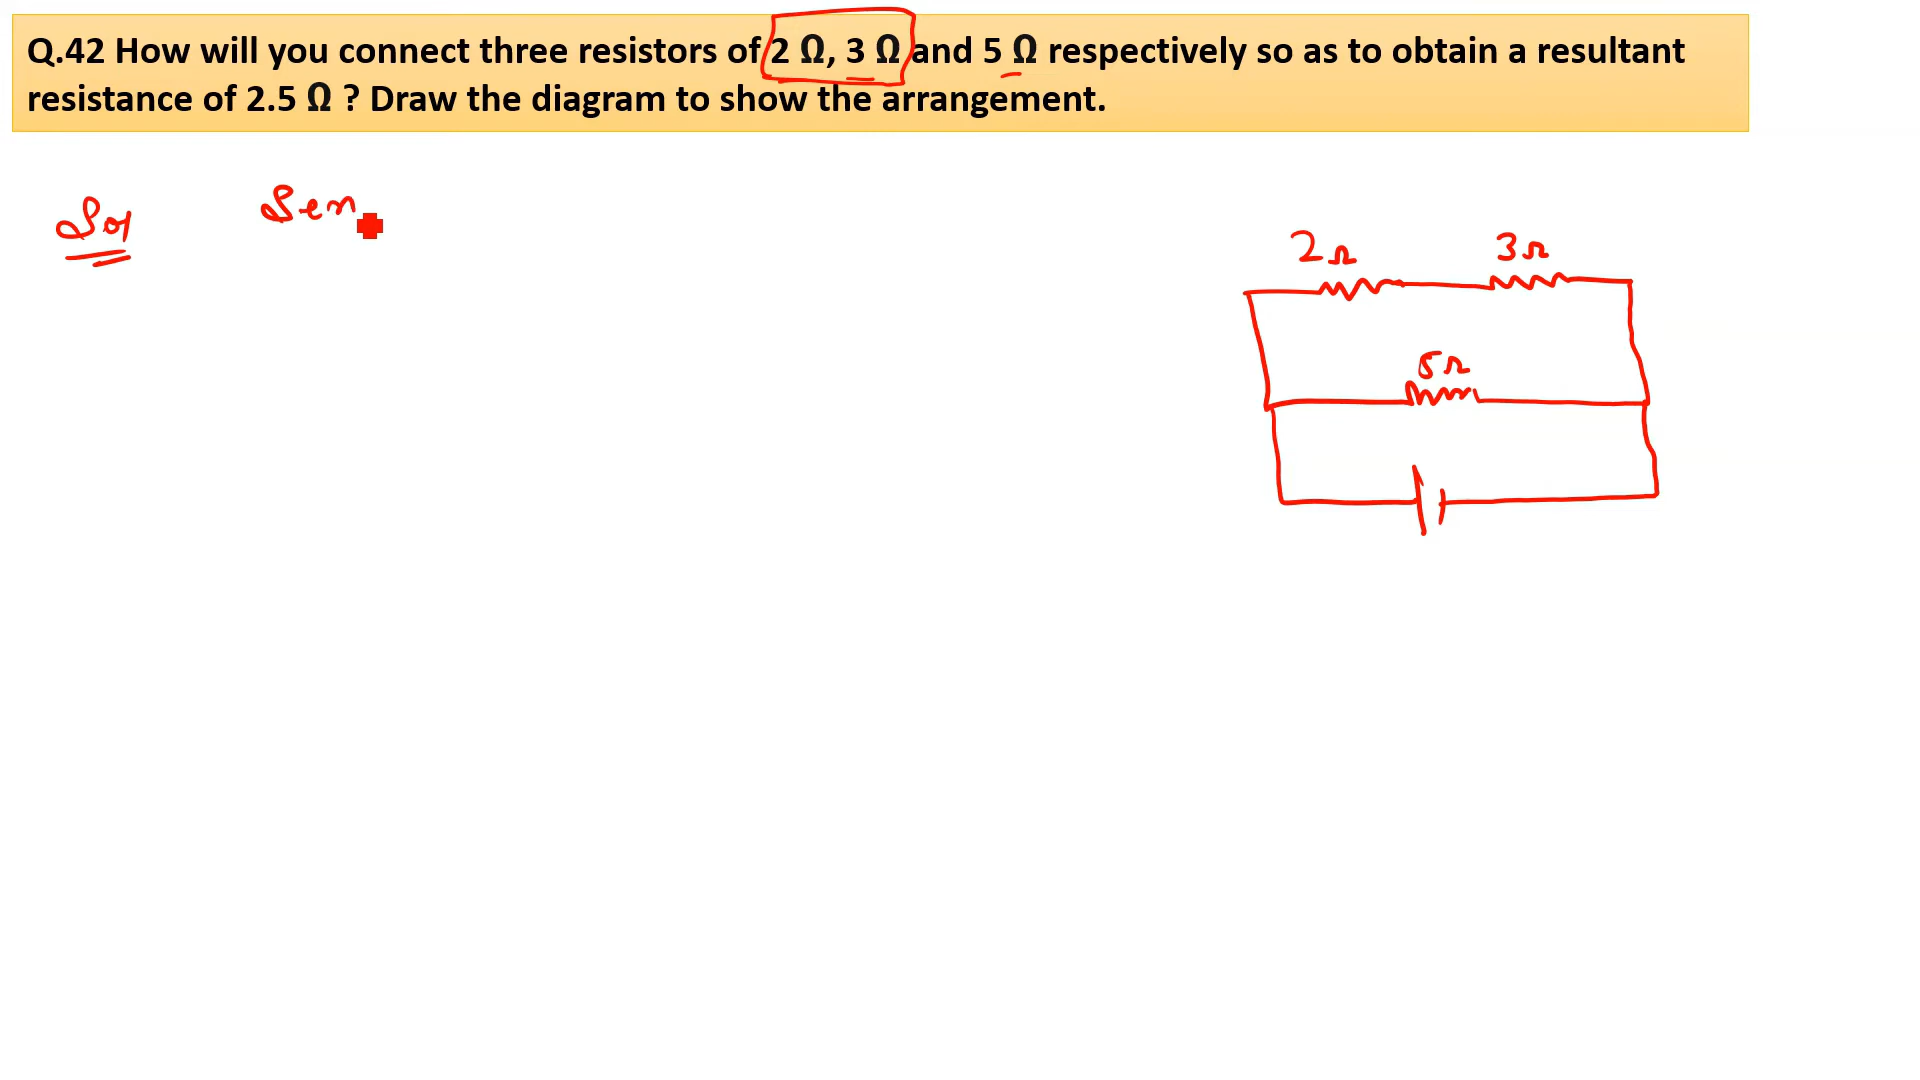 Q.42 How will you connect three resistors of 2 Ω, 3 Ω and 5 Ω respectively so as to obtain a resultant
resistance of 2.5 Ω ? Draw the diagram to show the arrangement.
Sol Ser
2Ω 3Ω
5Ω